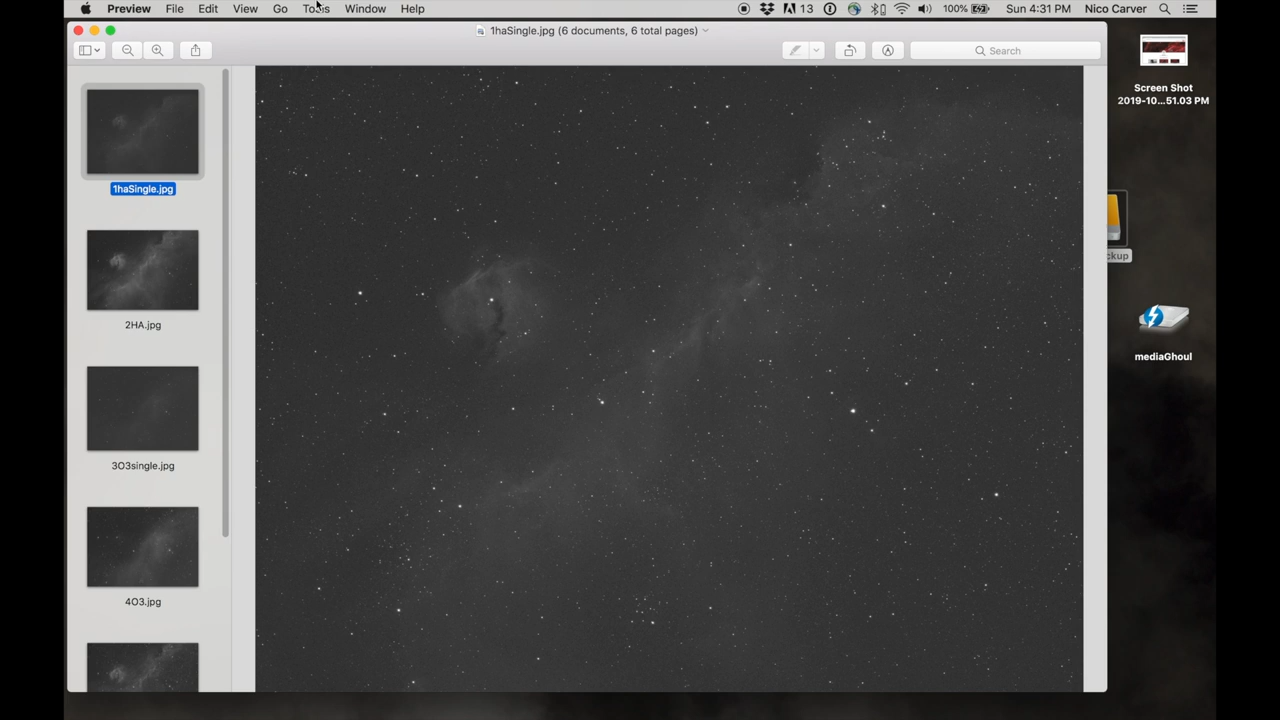 Preview File Edit View Go Tools Window Help 13 100% Sun 4:31 PM Nico Carver
1haSingle.jpg (6 documents, 6 total pages)
Search
1haSingle.jpg
2HA.jpg
3O3single.jpg
4O3.jpg
Screen Shot
2019-10...51.03 PM
ckup
mediaGhoul